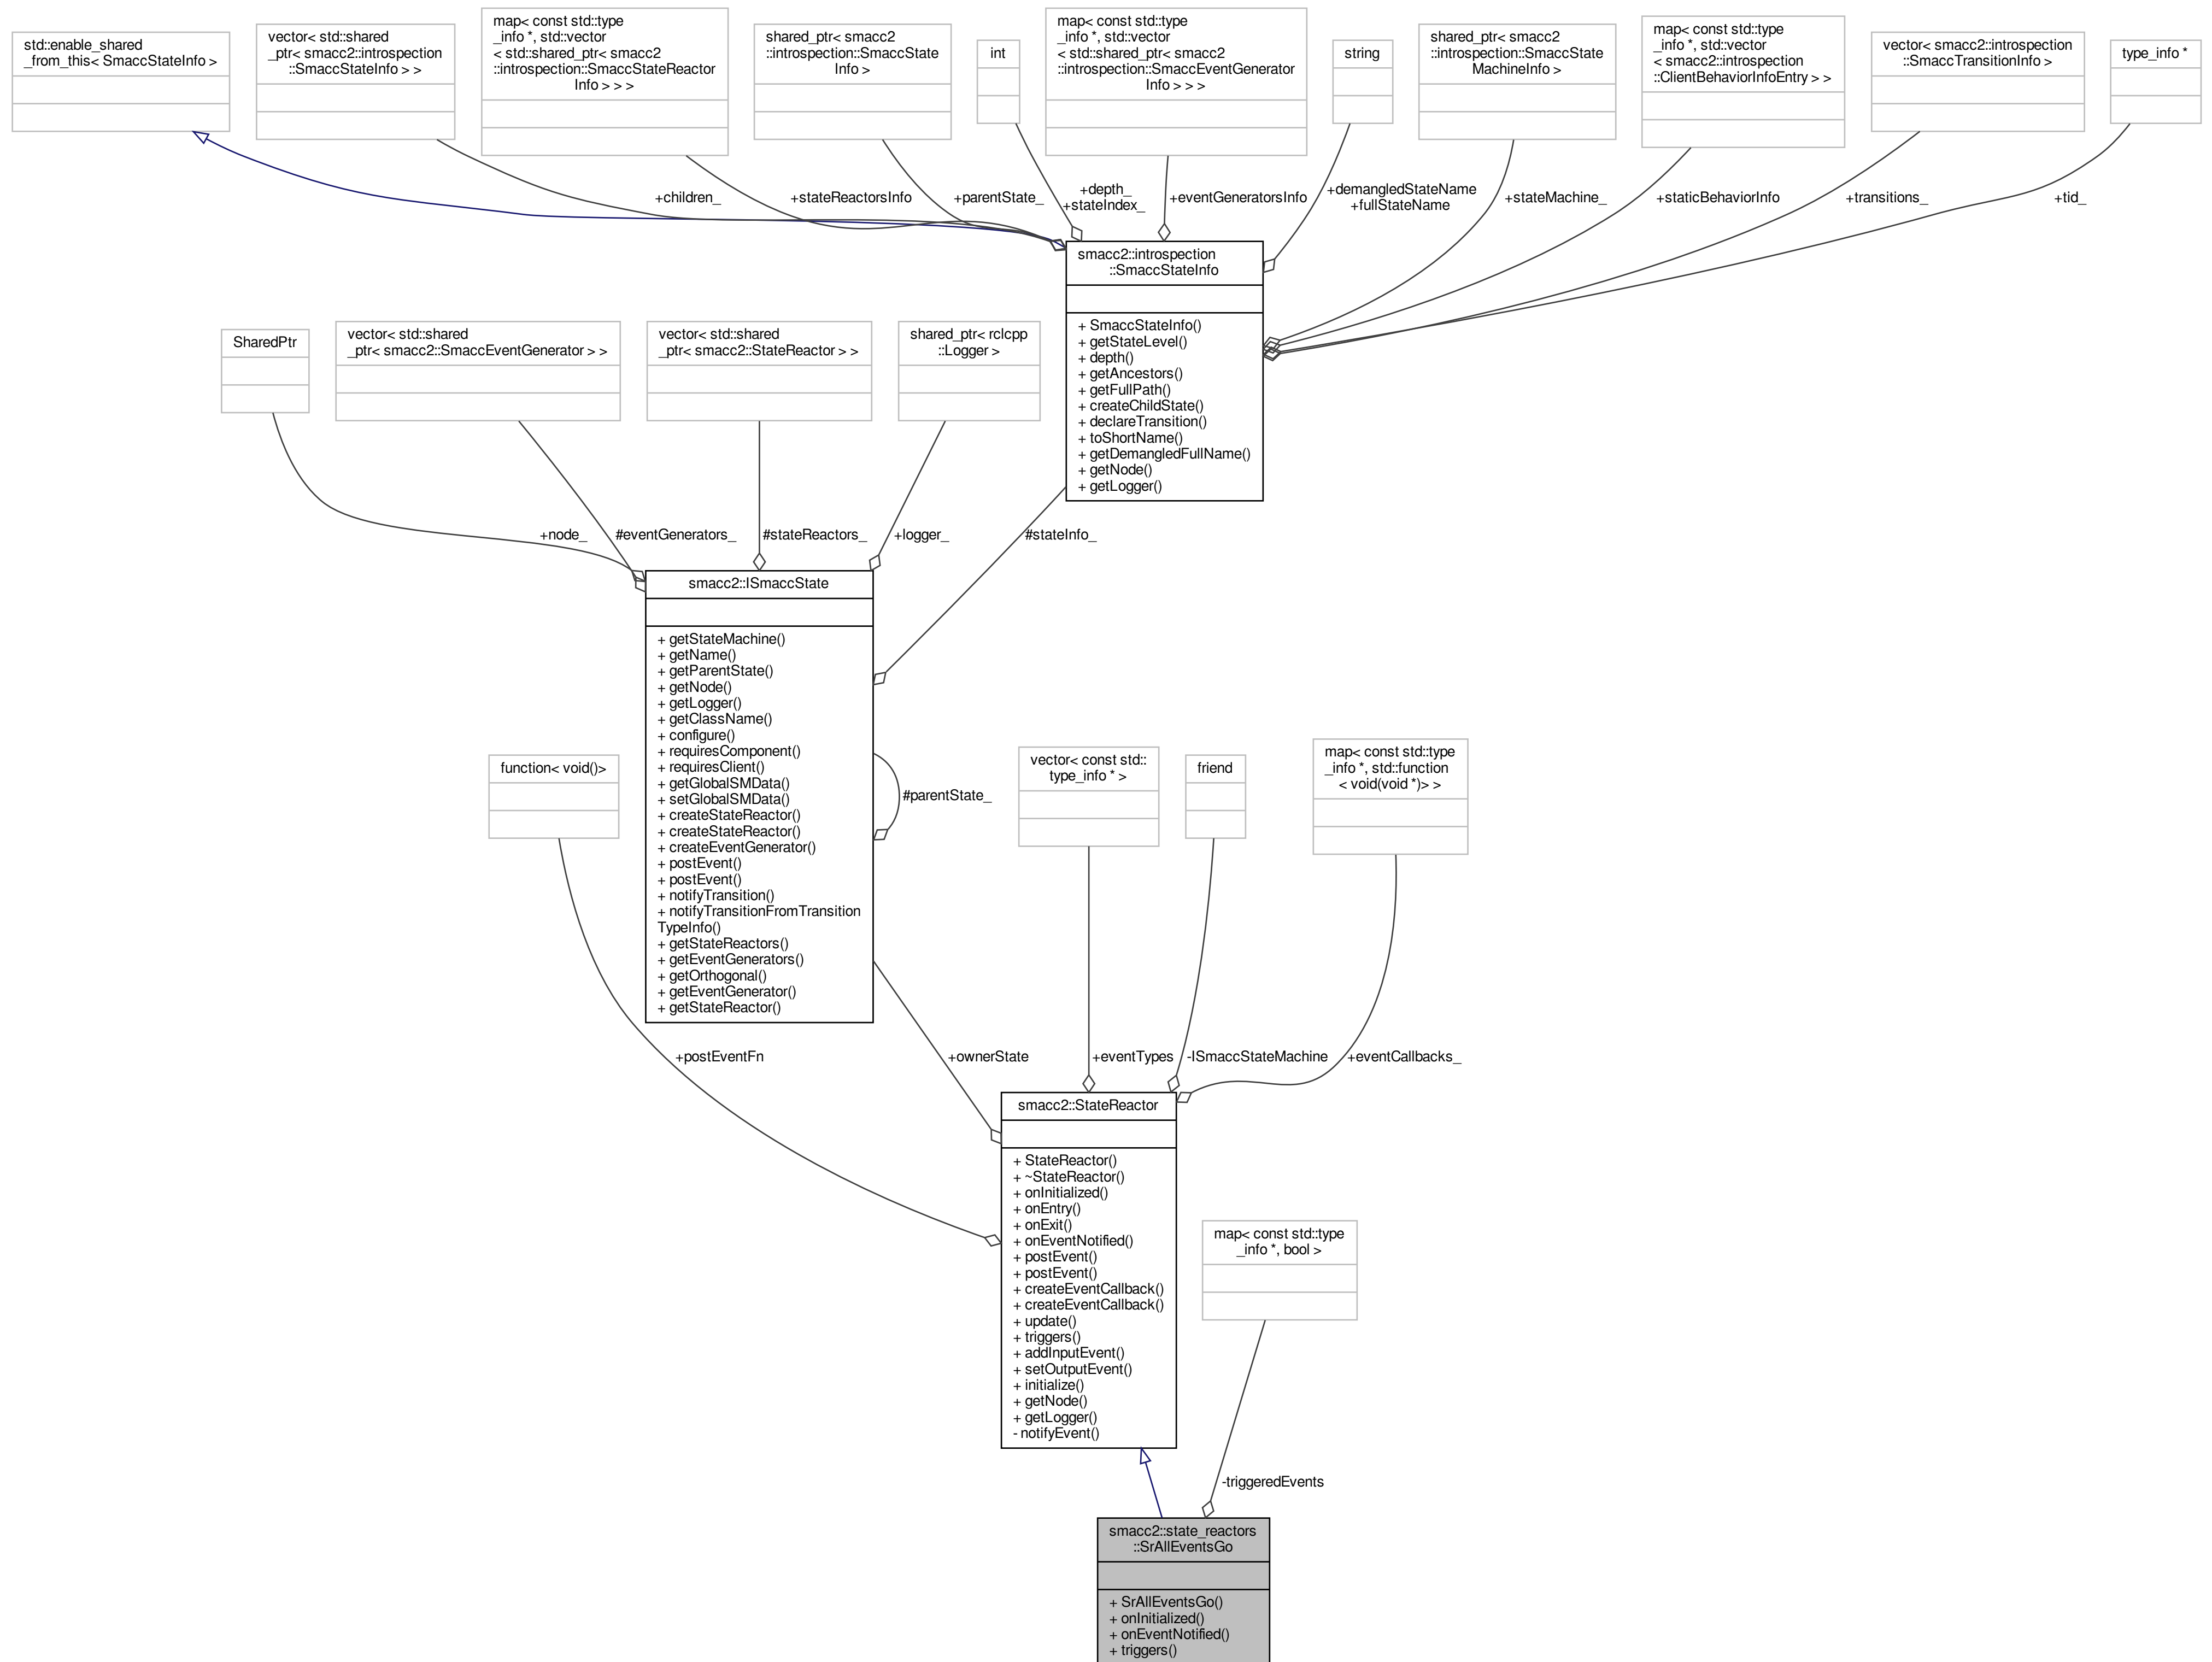 std::enable_shared
_from_this< SmaccStateInfo >
vector< std::shared
_ptr< smacc2::introspection
::SmaccStateInfo > >
map< const std::type
_info *, std::vector
< std::shared_ptr< smacc2
::introspection::SmaccStateReactor
Info > > >
shared_ptr< smacc2
::introspection::SmaccState
Info >
int
map< const std::type
_info *, std::vector
< std::shared_ptr< smacc2
::introspection::SmaccEventGenerator
Info > > >
string
shared_ptr< smacc2
::introspection::SmaccState
MachineInfo >
map< const std::type
_info *, std::vector
< smacc2::introspection
::ClientBehaviorInfoEntry > >
vector< smacc2::introspection
::SmaccTransitionInfo >
type_info *
+children_
+stateReactorsInfo
+parentState_
+depth_
+stateIndex_
+eventGeneratorsInfo
+demangledStateName
+fullStateName
+stateMachine_
+staticBehaviorInfo
+transitions_
+tid_
smacc2::introspection
::SmaccStateInfo
+ SmaccStateInfo()
+ getStateLevel()
+ depth()
+ getAncestors()
+ getFullPath()
+ createChildState()
+ declareTransition()
+ toShortName()
+ getDemangledFullName()
+ getNode()
+ getLogger()
SharedPtr
vector< std::shared
_ptr< smacc2::SmaccEventGenerator > >
vector< std::shared
_ptr< smacc2::StateReactor > >
shared_ptr< rclcpp
::Logger >
+node_
#eventGenerators_
#stateReactors_
+logger_
#stateInfo_
smacc2::ISmaccState
+ getStateMachine()
+ getName()
+ getParentState()
+ getNode()
+ getLogger()
+ getClassName()
+ configure()
+ requiresComponent()
+ requiresClient()
+ getGlobalSMData()
+ setGlobalSMData()
+ createStateReactor()
+ createStateReactor()
+ createEventGenerator()
+ postEvent()
+ postEvent()
+ notifyTransition()
+ notifyTransitionFromTransition
TypeInfo()
+ getStateReactors()
+ getEventGenerators()
+ getOrthogonal()
+ getEventGenerator()
+ getStateReactor()
#parentState_
function< void()>
vector< const std::
type_info * >
friend
map< const std::type
_info *, std::function
< void(void *)> >
+postEventFn
+ownerState
+eventTypes
-ISmaccStateMachine
+eventCallbacks_
smacc2::StateReactor
+ StateReactor()
+ ~StateReactor()
+ onInitialized()
+ onEntry()
+ onExit()
+ onEventNotified()
+ postEvent()
+ postEvent()
+ createEventCallback()
+ createEventCallback()
+ update()
+ triggers()
+ addInputEvent()
+ setOutputEvent()
+ initialize()
+ getNode()
+ getLogger()
- notifyEvent()
map< const std::type
_info *, bool >
-triggeredEvents
smacc2::state_reactors
::SrAllEventsGo
+ SrAllEventsGo()
+ onInitialized()
+ onEventNotified()
+ triggers()